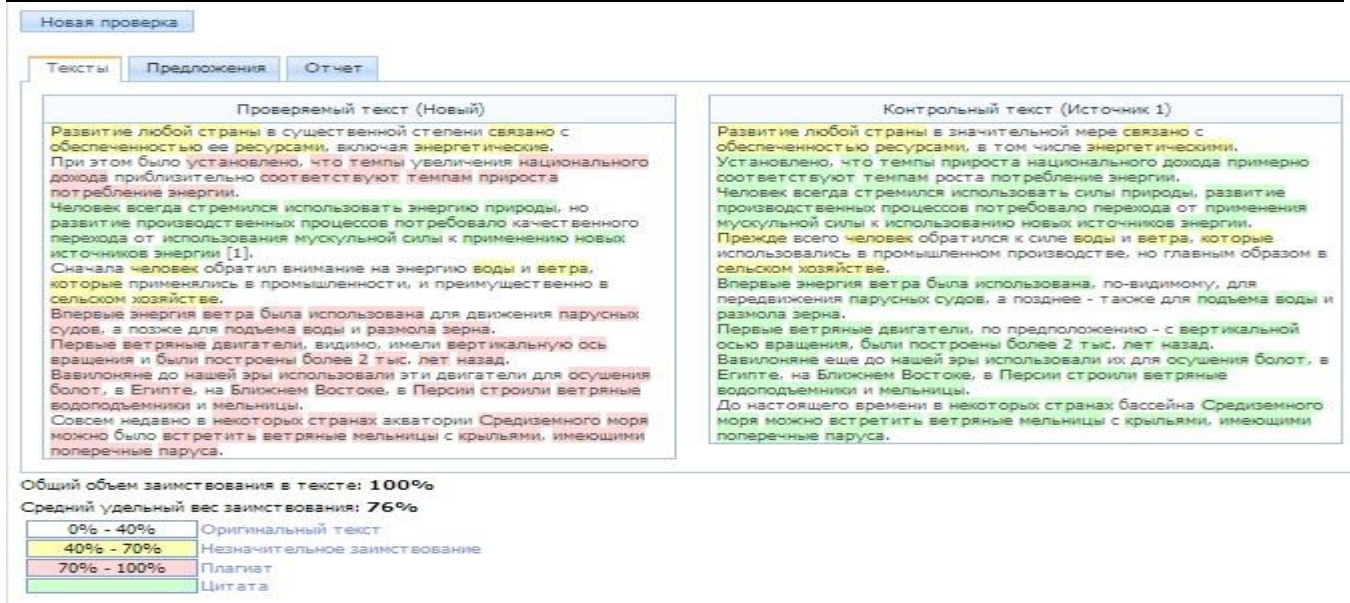 Новая проверка
Тексты Предложения Отчет
Проверяемый текст (Новый)
Развитие любой страны в существенной степени связано с
обеспеченностью ее ресурсами, включая энергетические.
При этом было установлено, что темпы увеличения национального
дохода приблизительно соответствуют темпам прироста
потребление энергии.
Человек всегда стремился использовать энергию природы, но
развитие производственных процессов потребовало качественного
перехода от использования мускульной силы к применению новых
источников энергии [1].
Сначала человек обратил внимание на энергию воды и ветра,
которые применялись в промышленности, и преимущественно в
сельском хозяйстве.
Впервые энергия ветра была использована для движения парусных
судов, а позже для подъема воды и размола зерна.
Первые ветряные двигатели, видимо, имели вертикальную ось
вращения и были построены более 2 тыс. лет назад.
Вавилоняне до нашей эры использовали эти двигатели для осушения
болот, в Египте, на Ближнем Востоке, в Персии строили ветряные
водоподъемники и мельницы.
Совсем недавно в некоторых странах акватории Средиземного моря
можно было встретить ветряные мельницы с крыльями, имеющими
поперечные паруса.
Контрольный текст (Источник 1)
Развитие любой страны в значительной мере связано с
обеспеченностью ресурсами, в том числе энергетическими.
Установлено, что темпы прироста национального дохода примерно
соответствуют темпам роста потребление энергии.
Человек всегда стремился использовать силы природы, развитие
производственных процессов потребовало перехода от применения
мускульной силы к использованию новых источников энергии.
Прежде всего человек обратился к силе воды и ветра, которые
использовались в промышленном производстве, но главным образом в
сельском хозяйстве.
Впервые энергия ветра была использована, по-видимому, для
передвижения парусных судов, а позднее - также для подъема воды и
размола зерна.
Первые ветряные двигатели, по предположению - с вертикальной
осью вращения, были построены более 2 тыс. лет назад.
Вавилоняне еще до нашей эры использовали их для осушения болот, в
Египте, на Ближнем Востоке, в Персии строили ветряные
водоподъемники и мельницы.
До настоящего времени в некоторых странах бассейна Средиземного
моря можно встретить ветряные мельницы с крыльями, имеющими
поперечные паруса.
Общий объем заимствования в тексте: 100%
Средний удельный вес заимствования: 76%
0% - 40% Оригинальный текст
40% - 70% Незначительное заимствование
70% - 100% Плагиат
Цитата